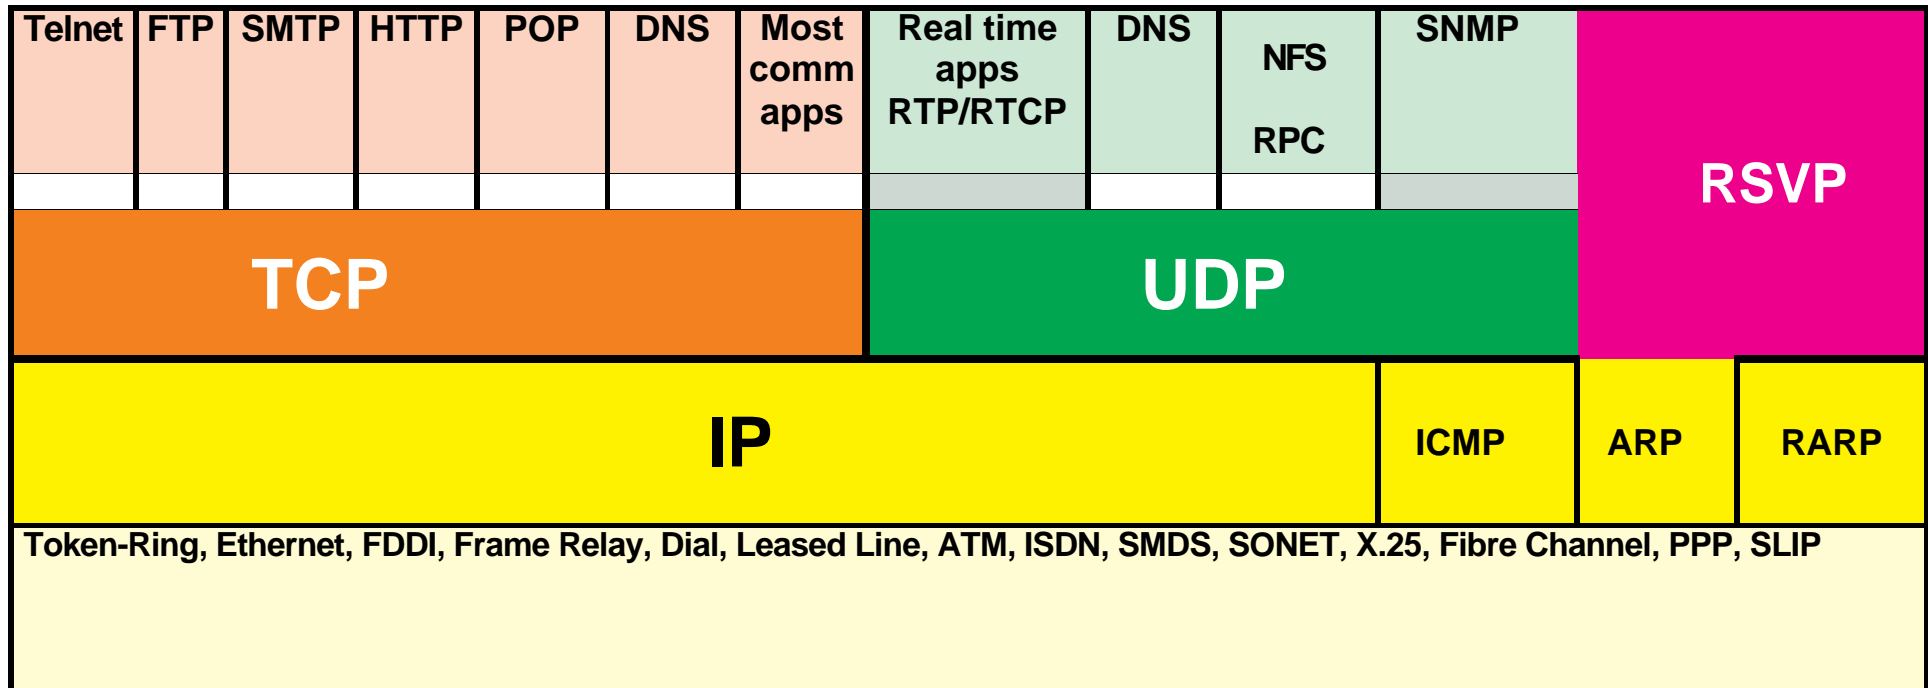 Telnet
FTP
SMTP
HTTP
POP
DNS
Most
comm
apps
Real time
apps
RTP/RTCP
DNS
NFS
RPC
SNMP
RSVP
TCP
UDP
IP
ICMP
ARP
RARP
Token-Ring, Ethernet, FDDI, Frame Relay, Dial, Leased Line, ATM, ISDN, SMDS, SONET, X.25, Fibre Channel, PPP, SLIP